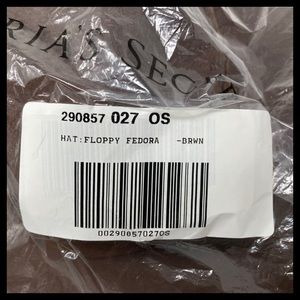 RIA'S SECR
290857 027 OS
HAT:FLOPPY FEDORA -BRWN
00290857027OS